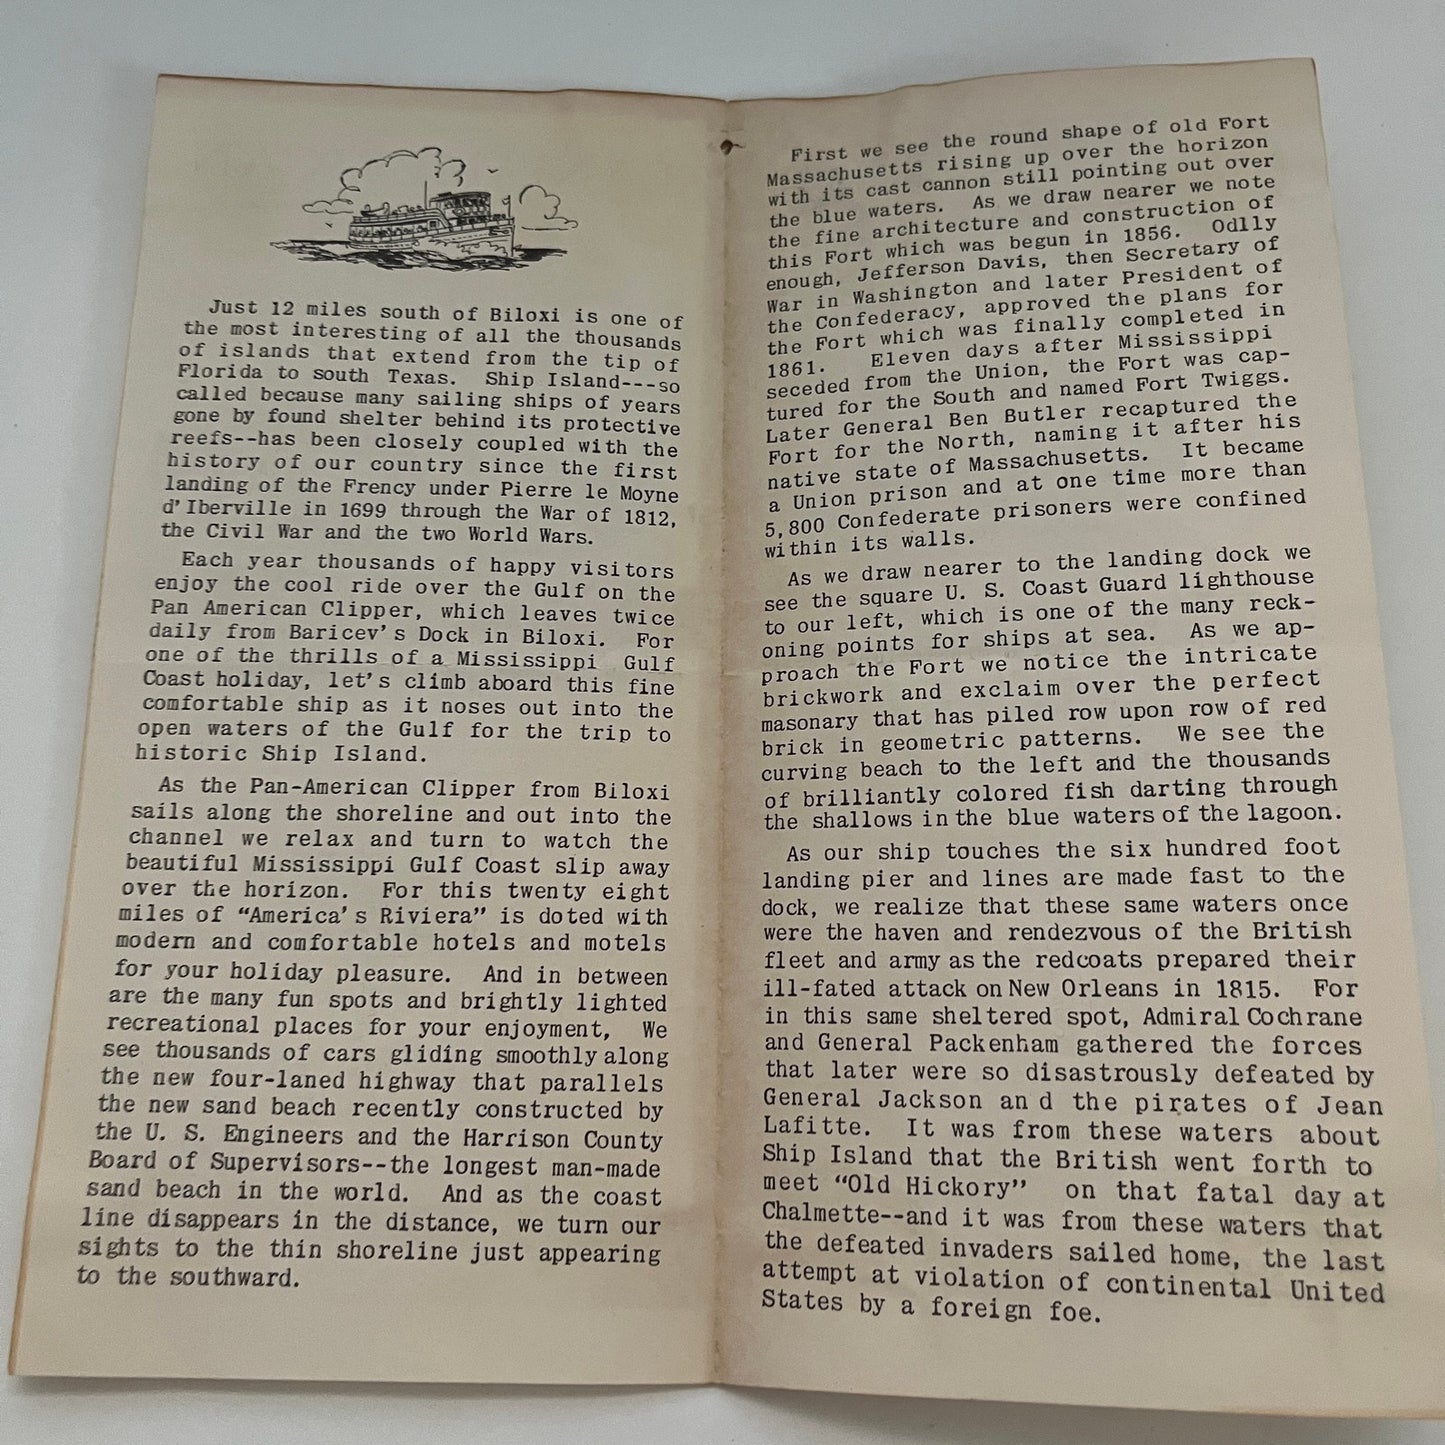 Just 12 miles south of Biloxi is one of
the most interesting of all the thousands
of islands that extend from the tip of
Florida to south Texas. Ship Island---so
called because many sailing ships of years
gone by found shelter behind its protective
reefs--has been closely coupled with the
history of our country since the first
landing of the Frency under Pierre le Moyne
d'Iberville in 1699 through the War of 1812,
the Civil War and the two World Wars.
Each year thousands of happy visitors
enjoy the cool ride over the Gulf on the
Pan American Clipper, which leaves twice
daily from Baricev's Dock in Biloxi. For
one of the thrills of a Mississippi Gulf
Coast holiday, let's climb aboard this fine
comfortable ship as it noses out into the
open waters of the Gulf for the trip to
historic Ship Island.
As the Pan-American Clipper from Biloxi
sails along the shoreline and out into the
channel we relax and turn to watch the
beautiful Mississippi Gulf Coast slip away
over the horizon. For this twenty eight
miles of "America's Riviera" is doted with
modern and comfortable hotels and motels
for your holiday pleasure. And in between
are the many fun spots and brightly lighted
recreational places for your enjoyment, We
see thousands of cars gliding smoothly along
the new four-laned highway that parallels
the new sand beach recently constructed by
the U. S. Engineers and the Harrison County
Board of Supervisors--the longest man-made
sand beach in the world. And as the coast
line disappears in the distance, we turn our
sights to the thin shoreline just appearing
to the southward.
First we see the round shape of old Fort
Massachusetts rising up over the horizon
with its cast cannon still pointing out over
the blue waters. As we draw nearer we note
the fine architecture and construction of
this Fort which was begun in 1856. Odlly
enough, Jefferson Davis, then Secretary of
War in Washington and later President of
the Confederacy, approved the plans for
the Fort which was finally completed in
1861. Eleven days after Mississippi
seceded from the Union, the Fort was cap-
tured for the South and named Fort Twiggs.
Later General Ben Butler recaptured the
Fort for the North, naming it after his
native state of Massachusetts. It became
a Union prison and at one time more than
5,800 Confederate prisoners were confined
within its walls.
As we draw nearer to the landing dock we
see the square U. S. Coast Guard lighthouse
to our left, which is one of the many reck-
oning points for ships at sea. As we ap-
proach the Fort we notice the intricate
brickwork and exclaim over the perfect
masonary that has piled row upon row of red
brick in geometric patterns. We see the
curving beach to the left and the thousands
of brilliantly colored fish darting through
the shallows in the blue waters of the lagoon.
As our ship touches the six hundred foot
landing pier and lines are made fast to the
dock, we realize that these same waters once
were the haven and rendezvous of the British
fleet and army as the redcoats prepared their
ill-fated attack on New Orleans in 1815. For
in this same sheltered spot, Admiral Cochrane
and General Packenham gathered the forces
that later were so disastrously defeated by
General Jackson and the pirates of Jean
Lafitte. It was from these waters about
Ship Island that the British went forth to
meet "Old Hickory" on that fatal day at
Chalmette--and it was from these waters that
the defeated invaders sailed home, the last
attempt at violation of continental United
States by a foreign foe.